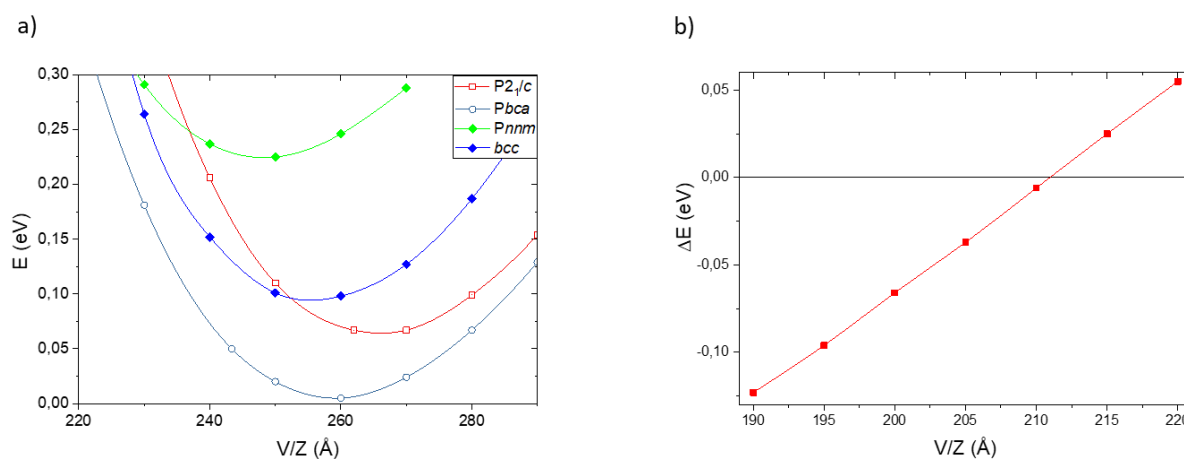 a)
0,30
0,25
0,20
0,15
0,10
0,05
0,00
E (eV)
220
240
260
280
V/Z (Å)
P2₁/c
Pbca
Pnnm
bcc
b)
0,05
0,00
-0,05
-0,10
ΔE (eV)
190
195
200
205
210
215
220
V/Z (Å)